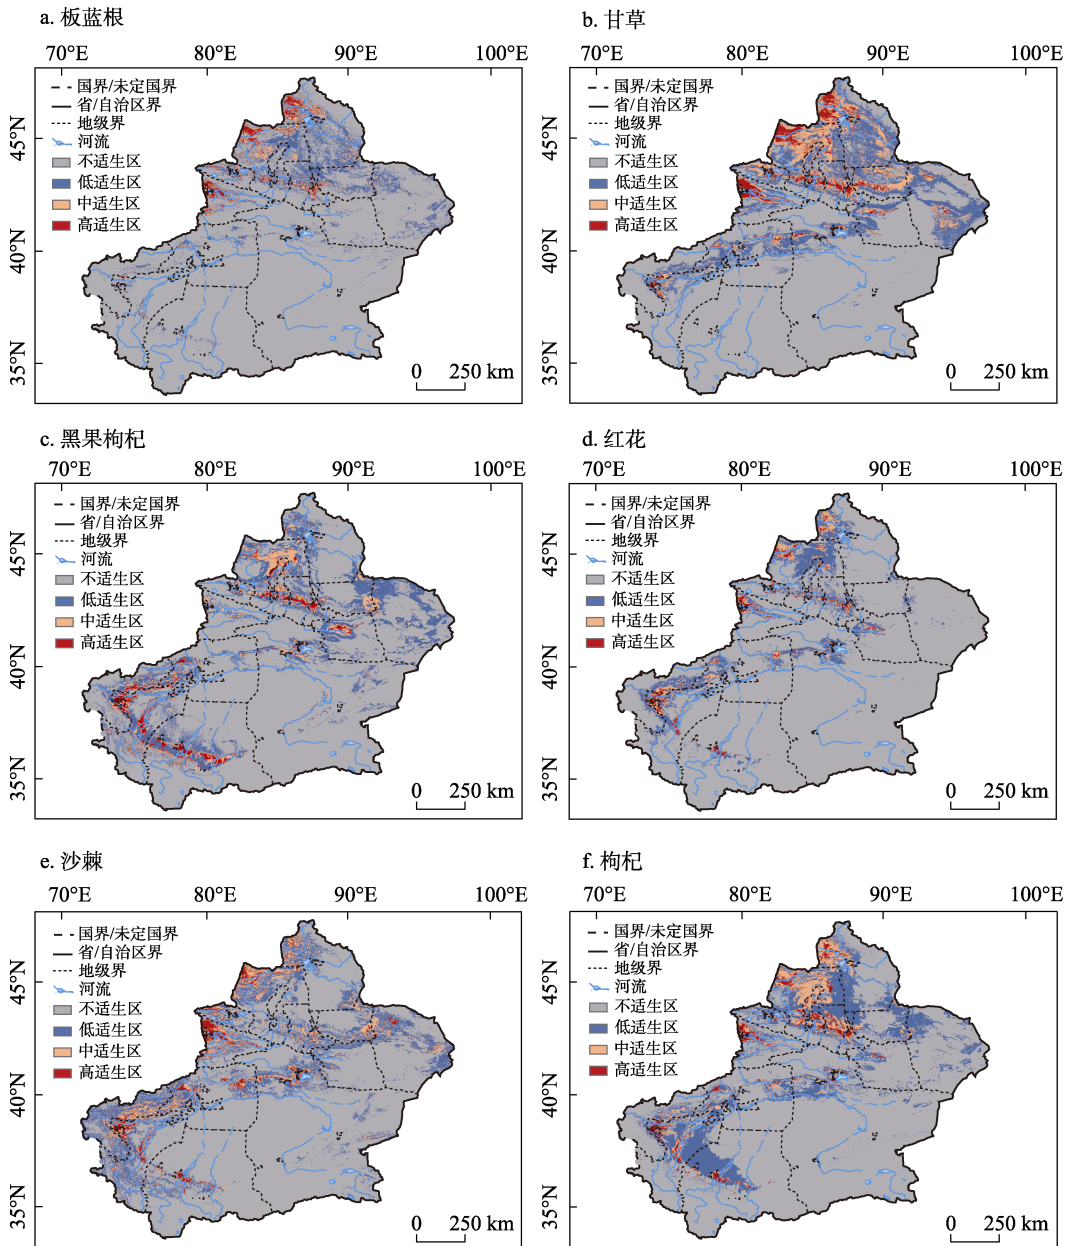 a. 板蓝根
70°E 80°E 90°E 100°E
45°N
40°N
35°N
国界/未定国界
省/自治区界
地级界
河流
不适生区
低适生区
中适生区
高适生区
0 250 km
b. 甘草
70°E 80°E 90°E 100°E
45°N
40°N
35°N
国界/未定国界
省/自治区界
地级界
河流
不适生区
低适生区
中适生区
高适生区
0 250 km
c. 黑果枸杞
70°E 80°E 90°E 100°E
45°N
40°N
35°N
国界/未定国界
省/自治区界
地级界
河流
不适生区
低适生区
中适生区
高适生区
0 250 km
d. 红花
70°E 80°E 90°E 100°E
45°N
40°N
35°N
国界/未定国界
省/自治区界
地级界
河流
不适生区
低适生区
中适生区
高适生区
0 250 km
e. 沙棘
70°E 80°E 90°E 100°E
45°N
40°N
35°N
国界/未定国界
省/自治区界
地级界
河流
不适生区
低适生区
中适生区
高适生区
0 250 km
f. 枸杞
70°E 80°E 90°E 100°E
45°N
40°N
35°N
国界/未定国界
省/自治区界
地级界
河流
不适生区
低适生区
中适生区
高适生区
0 250 km